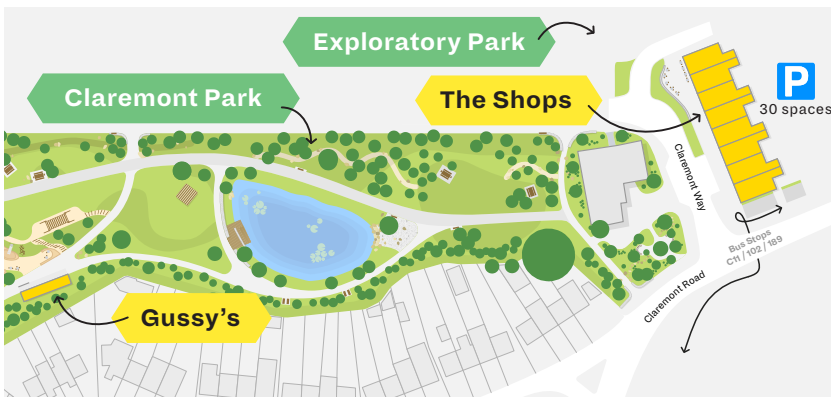 Exploratory Park
Claremont Park
The Shops
P
30 spaces
Claremont Way
Bus Stops
C11 / 102 / 189
Claremont Road
Gussy's